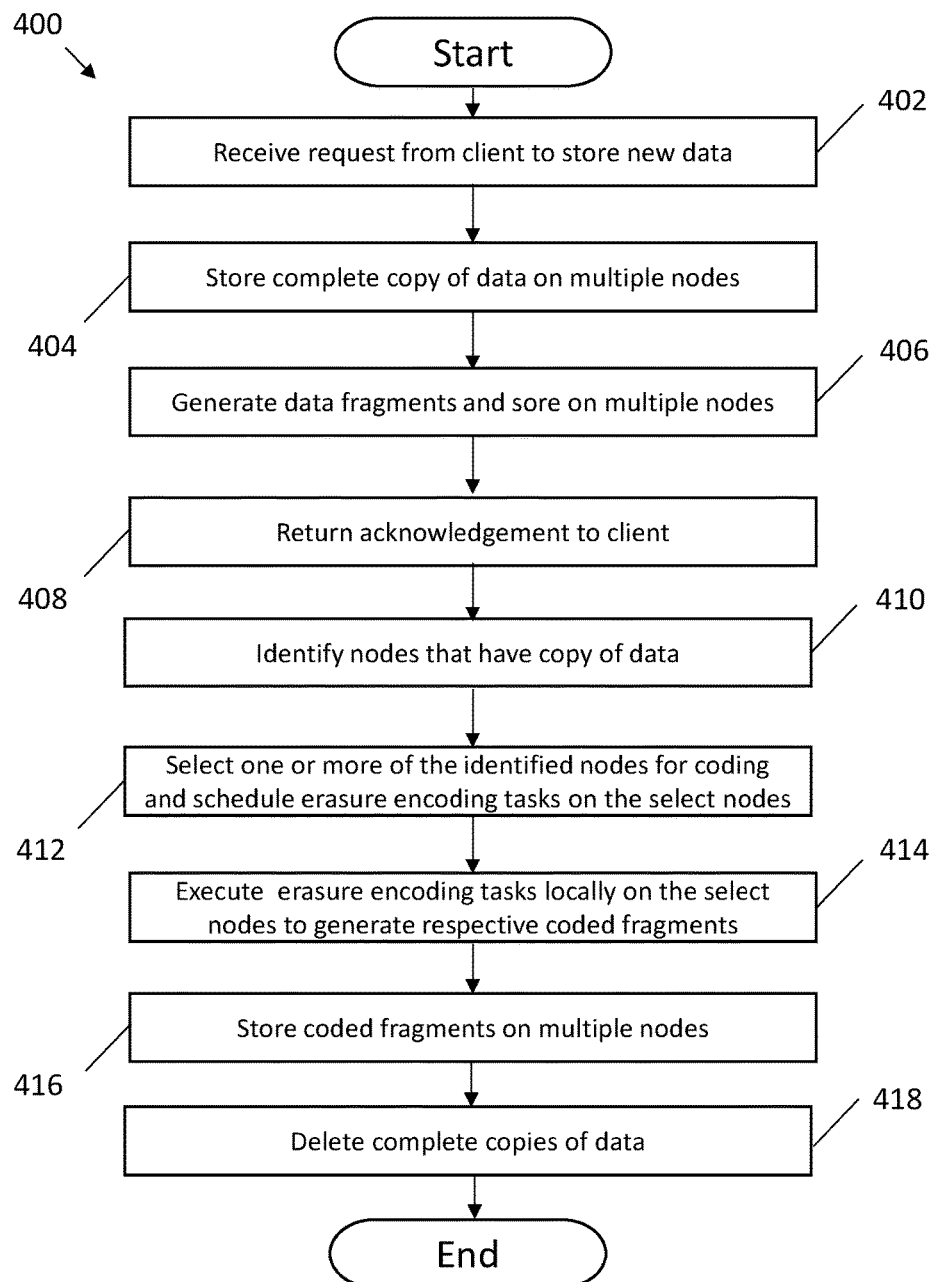 400
Start
402
Receive request from client to store new data
Store complete copy of data on multiple nodes
404
406
Generate data fragments and sore on multiple nodes
Return acknowledgement to client
408
410
Identify nodes that have copy of data
Select one or more of the identified nodes for coding
and schedule erasure encoding tasks on the select nodes
412
414
Execute erasure encoding tasks locally on the select
nodes to generate respective coded fragments
Store coded fragments on multiple nodes
416
418
Delete complete copies of data
End